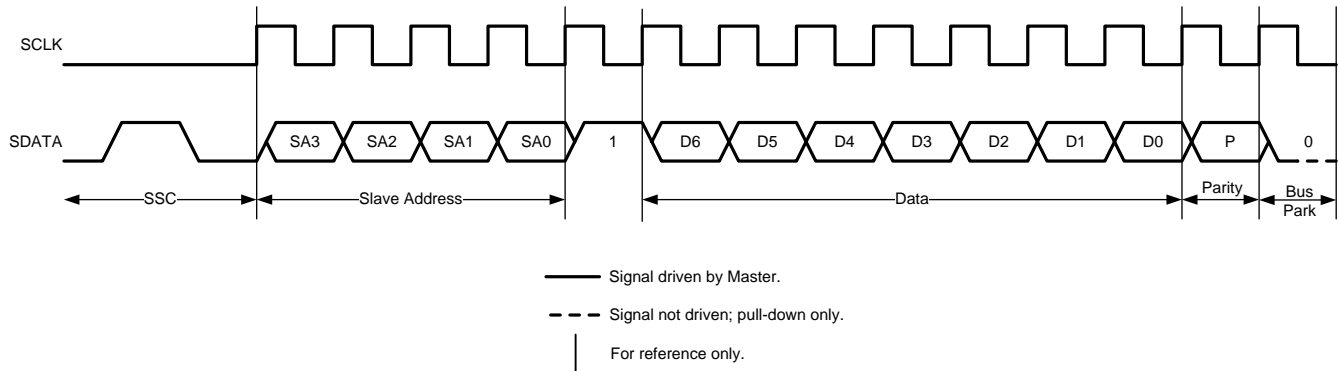 SCLK
SDATA
SA3 SA2 SA1 SA0 1 D6 D5 D4 D3 D2 D1 D0 P 0
SSC Slave Address Data Parity Bus Park
Signal driven by Master.
Signal not driven; pull-down only.
For reference only.